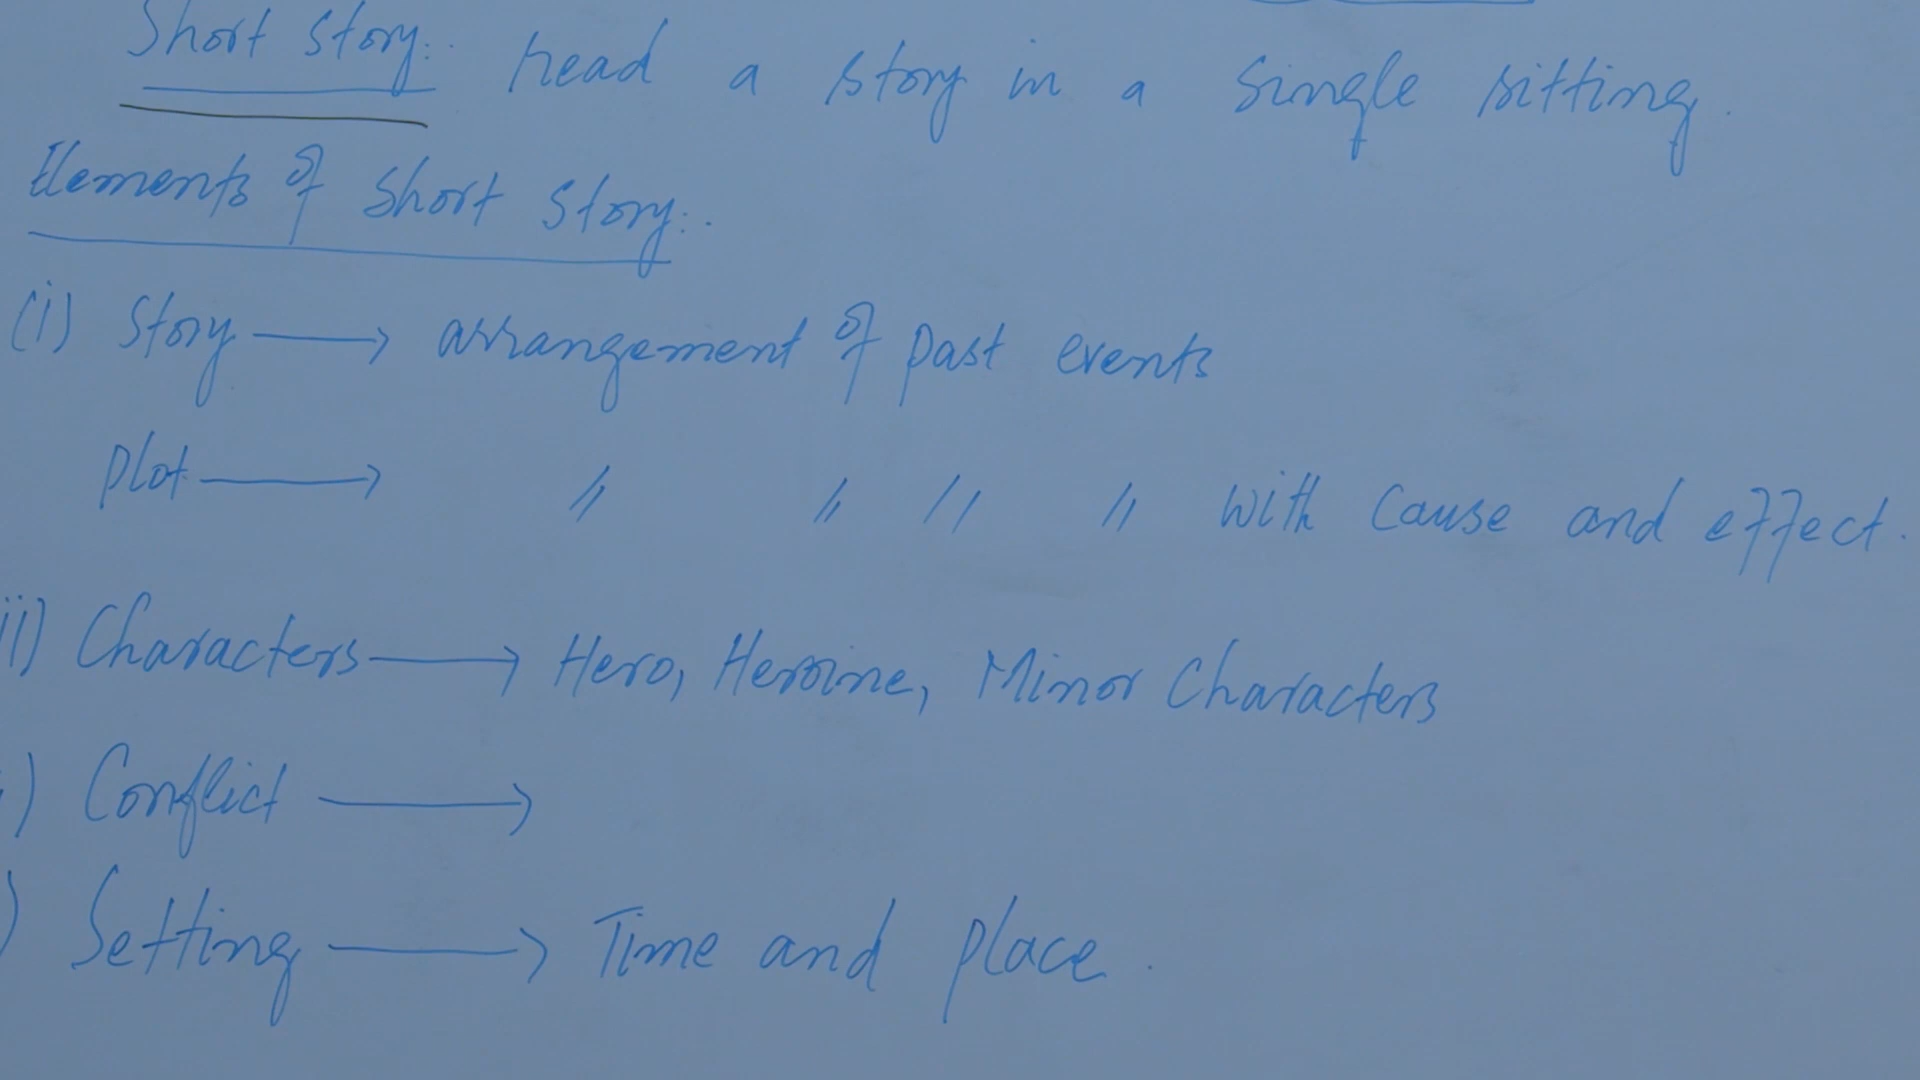 Short Story:. read a story in a single sitting.
Elements of Short Story:.
(i) Story → arrangement of past events
Plot → " " " " with cause and effect.
ii) Characters → Hero, Heroine, Minor Characters
) Conflict →
) Setting → Time and place.